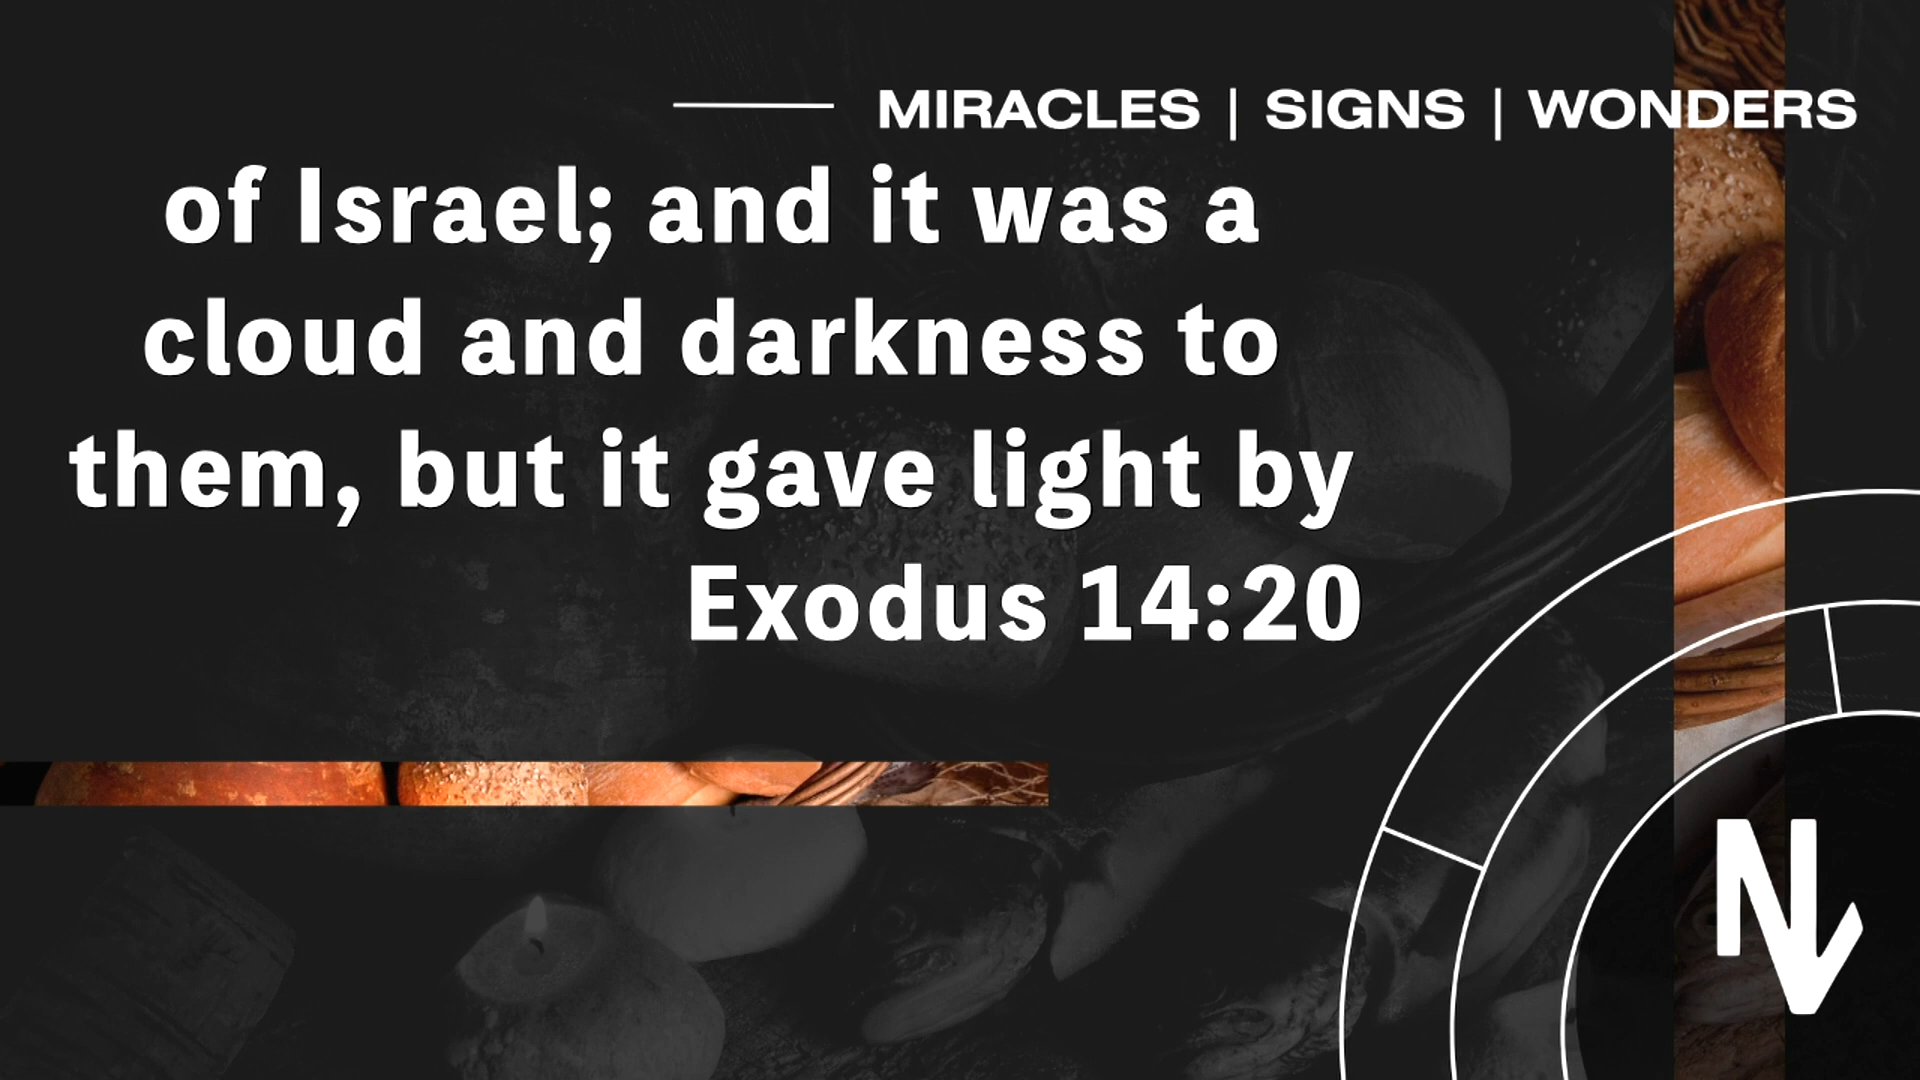 MIRACLES | SIGNS | WONDERS
of Israel; and it was a
cloud and darkness to
them, but it gave light by
Exodus 14:20
N